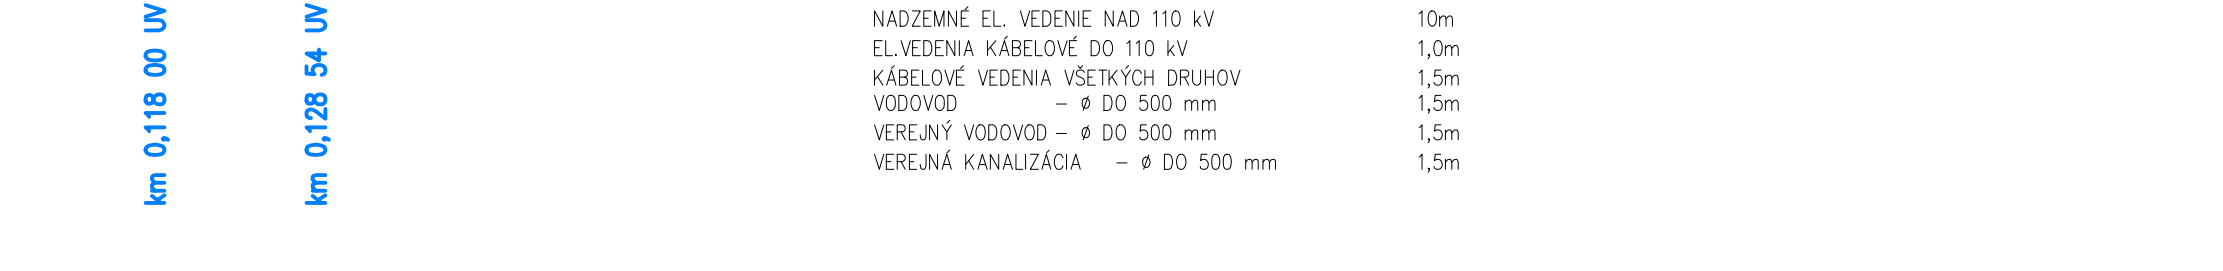 km 0,118 00 UV
km 0,128 54 UV
NADZEMNÉ EL. VEDENIE NAD 110 kV 10m
EL.VEDENIA KÁBELOVÉ DO 110 kV 1,0m
KÁBELOVÉ VEDENIA VŠETKÝCH DRUHOV 1,5m
VODOVOD – ø DO 500 mm 1,5m
VEREJNÝ VODOVOD – ø DO 500 mm 1,5m
VEREJNÁ KANALIZÁCIA – ø DO 500 mm 1,5m